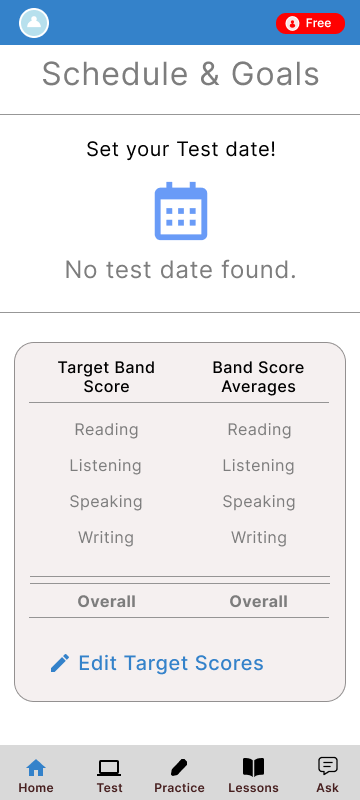 Free
Schedule & Goals
Set your Test date!
No test date found.
Target Band Score
Band Score Averages
Reading Reading
Listening Listening
Speaking Speaking
Writing Writing
Overall Overall
Edit Target Scores
Home Test Practice Lessons Ask